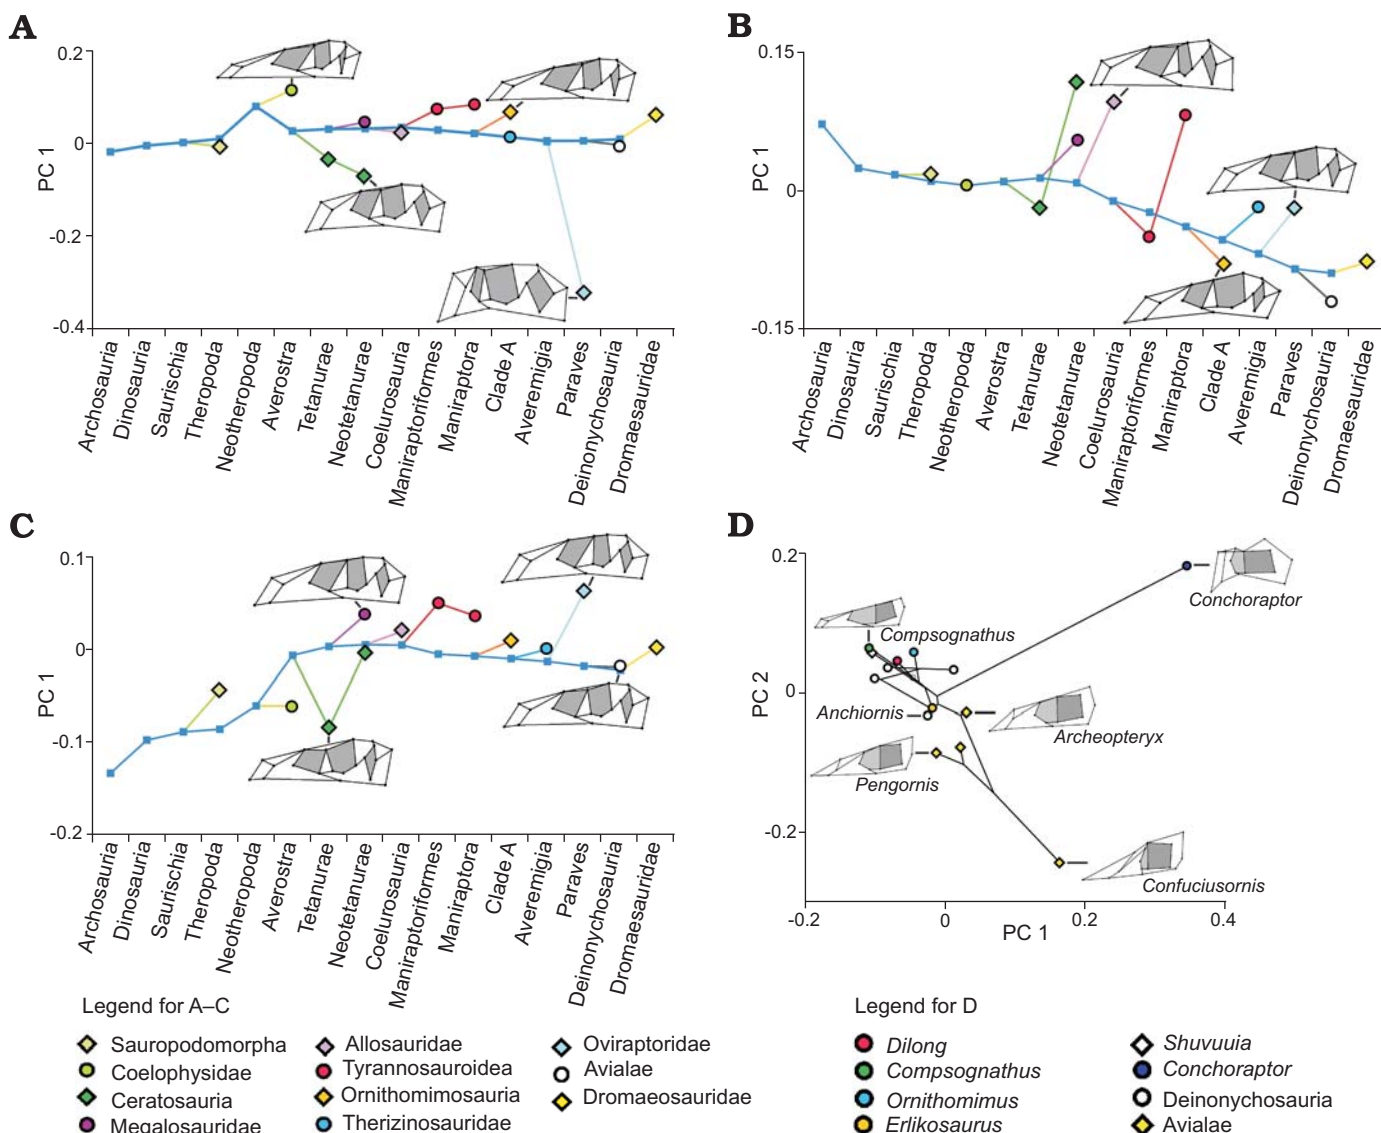 A
0.2
0
-0.2
-0.4
PC 1
Archosauria
Dinosauria
Saurischia
Theropoda
Neotheropoda
Averostra
Tetanurae
Neotetanurae
Coelurosauria
Maniraptoriformes
Maniraptora
Clade A
Averemigia
Paraves
Deinonychosauria
Dromaesauridae
B
0.15
0
-0.15
PC 1
Archosauria
Dinosauria
Saurischia
Theropoda
Neotheropoda
Averostra
Tetanurae
Neotetanurae
Coelurosauria
Maniraptoriformes
Maniraptora
Clade A
Averemigia
Paraves
Deinonychosauria
Dromaesauridae
C
0.1
0
-0.1
-0.2
PC 1
Archosauria
Dinosauria
Saurischia
Theropoda
Neotheropoda
Averostra
Tetanurae
Neotetanurae
Coelurosauria
Maniraptoriformes
Maniraptora
Clade A
Averemigia
Paraves
Deinonychosauria
Dromaesauridae
D
0.2
0
-0.2
PC 2
Conchoraptor
Compsognathus
Anchiornis
Archeopteryx
Pengornis
Confuciusornis
-0.2
0
0.2
0.4
PC 1
Legend for A–C
Sauropodomorpha
Coelophysidae
Ceratosauria
Megalosauridae
Allosauridae
Tyrannosauroidea
Ornithomimosauria
Therizinosauridae
Oviraptoridae
Avialae
Dromaeosauridae
Legend for D
Dilong
Compsognathus
Ornithomimus
Erlikosaurus
Shuvuuia
Conchoraptor
Deinonychosauria
Avialae